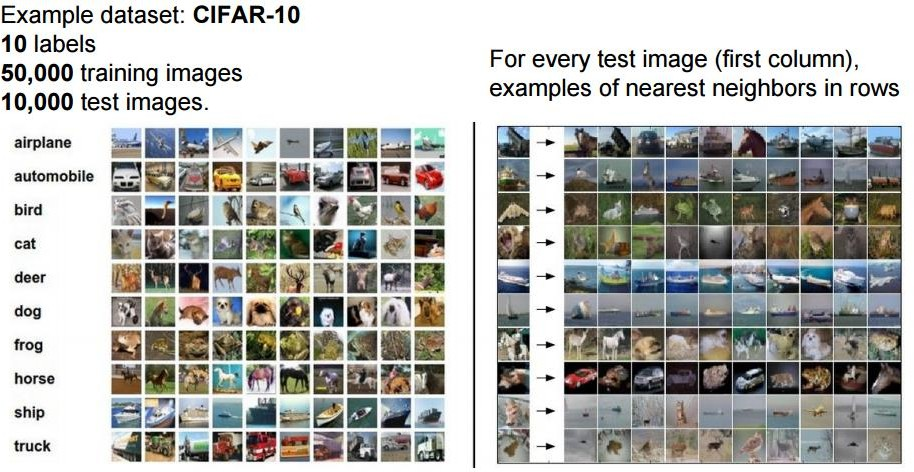 Example dataset: CIFAR-10
10 labels
50,000 training images
10,000 test images.
airplane
automobile
bird
cat
deer
dog
frog
horse
ship
truck
For every test image (first column),
examples of nearest neighbors in rows